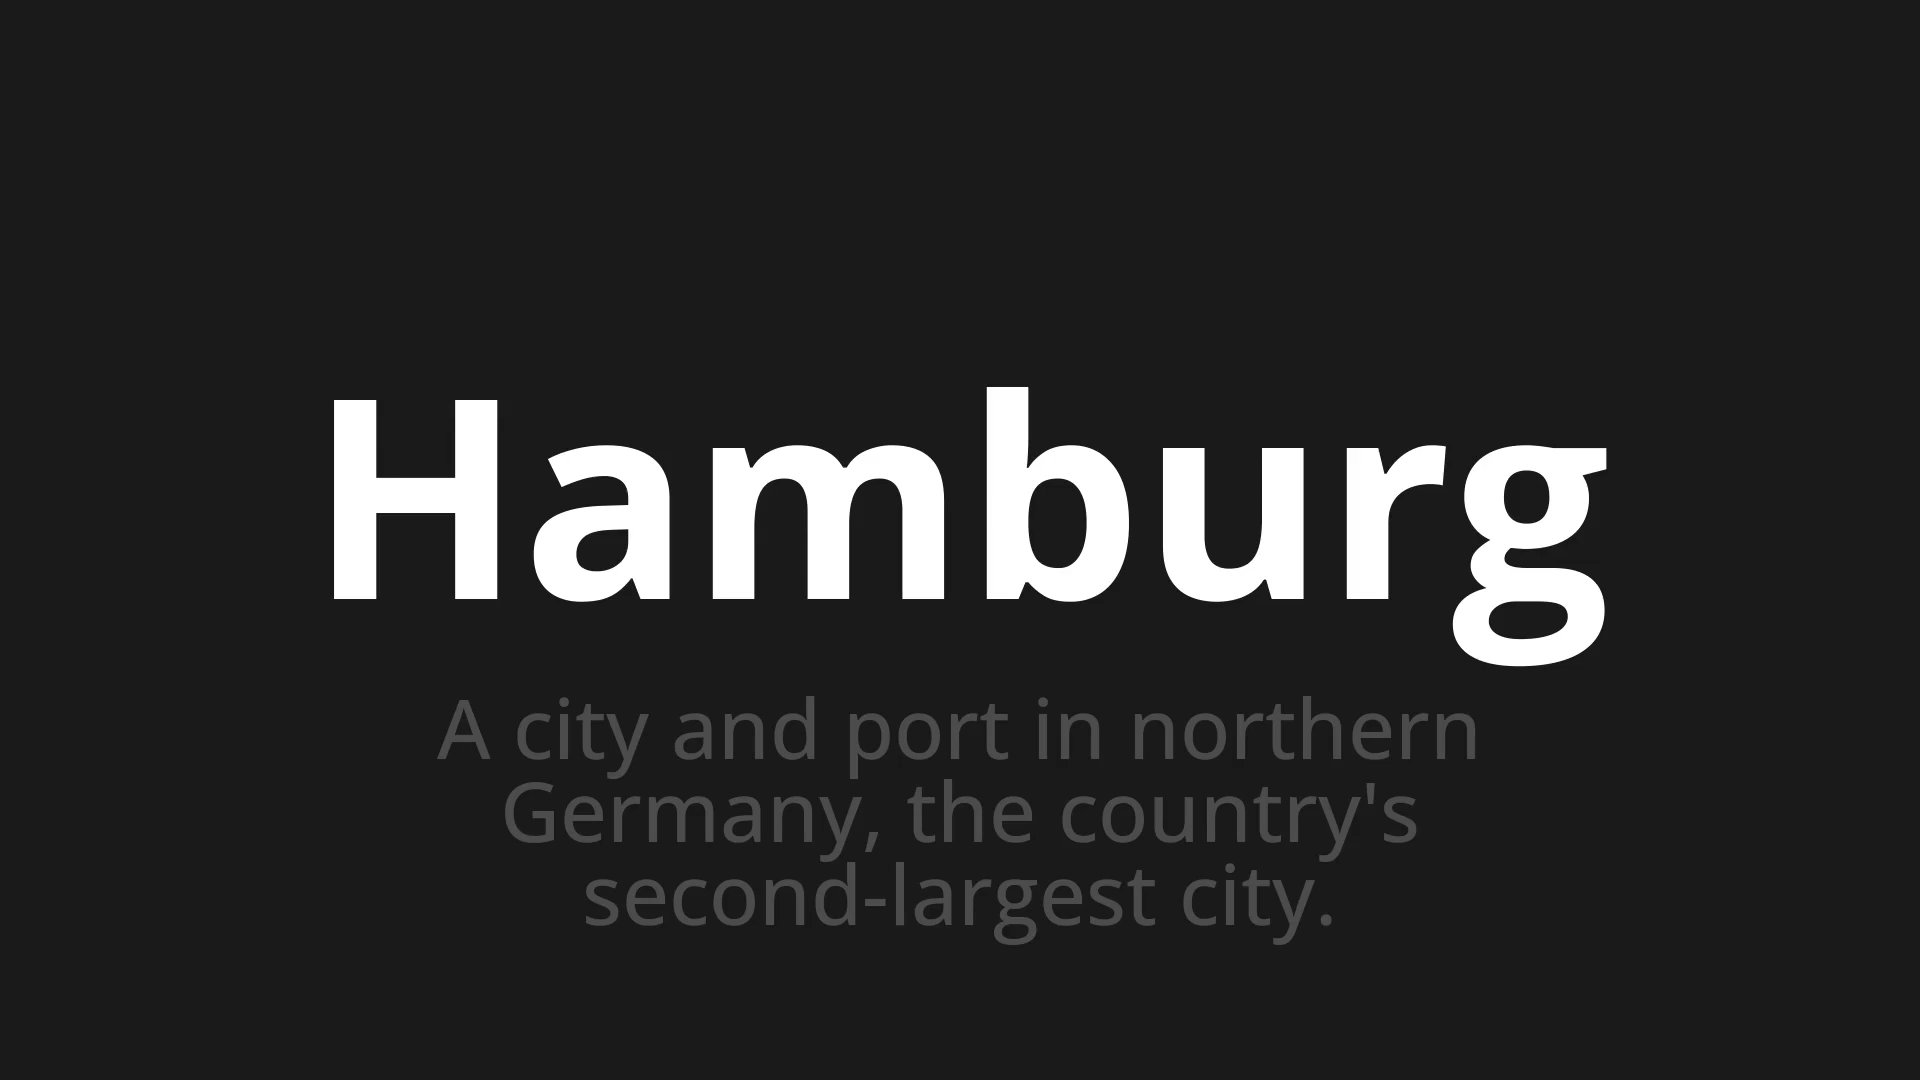 Hamburg
A city and port in northern
Germany, the country's
second-largest city.